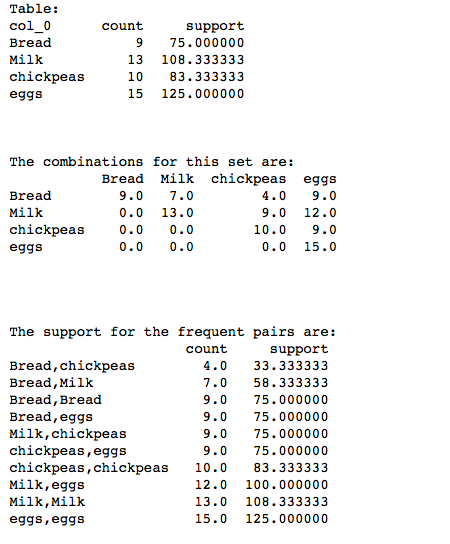 Table:
col_0 count support
Bread 9 75.000000
Milk 13 108.333333
chickpeas 10 83.333333
eggs 15 125.000000
The combinations for this set are:
Bread Milk chickpeas eggs
Bread 9.0 7.0 4.0 9.0
Milk 0.0 13.0 9.0 12.0
chickpeas 0.0 0.0 10.0 9.0
eggs 0.0 0.0 0.0 15.0
The support for the frequent pairs are:
count support
Bread,chickpeas 4.0 33.333333
Bread,Milk 7.0 58.333333
Bread,Bread 9.0 75.000000
Bread,eggs 9.0 75.000000
Milk,chickpeas 9.0 75.000000
chickpeas,eggs 9.0 75.000000
chickpeas,chickpeas 10.0 83.333333
Milk,eggs 12.0 100.000000
Milk,Milk 13.0 108.333333
eggs,eggs 15.0 125.000000